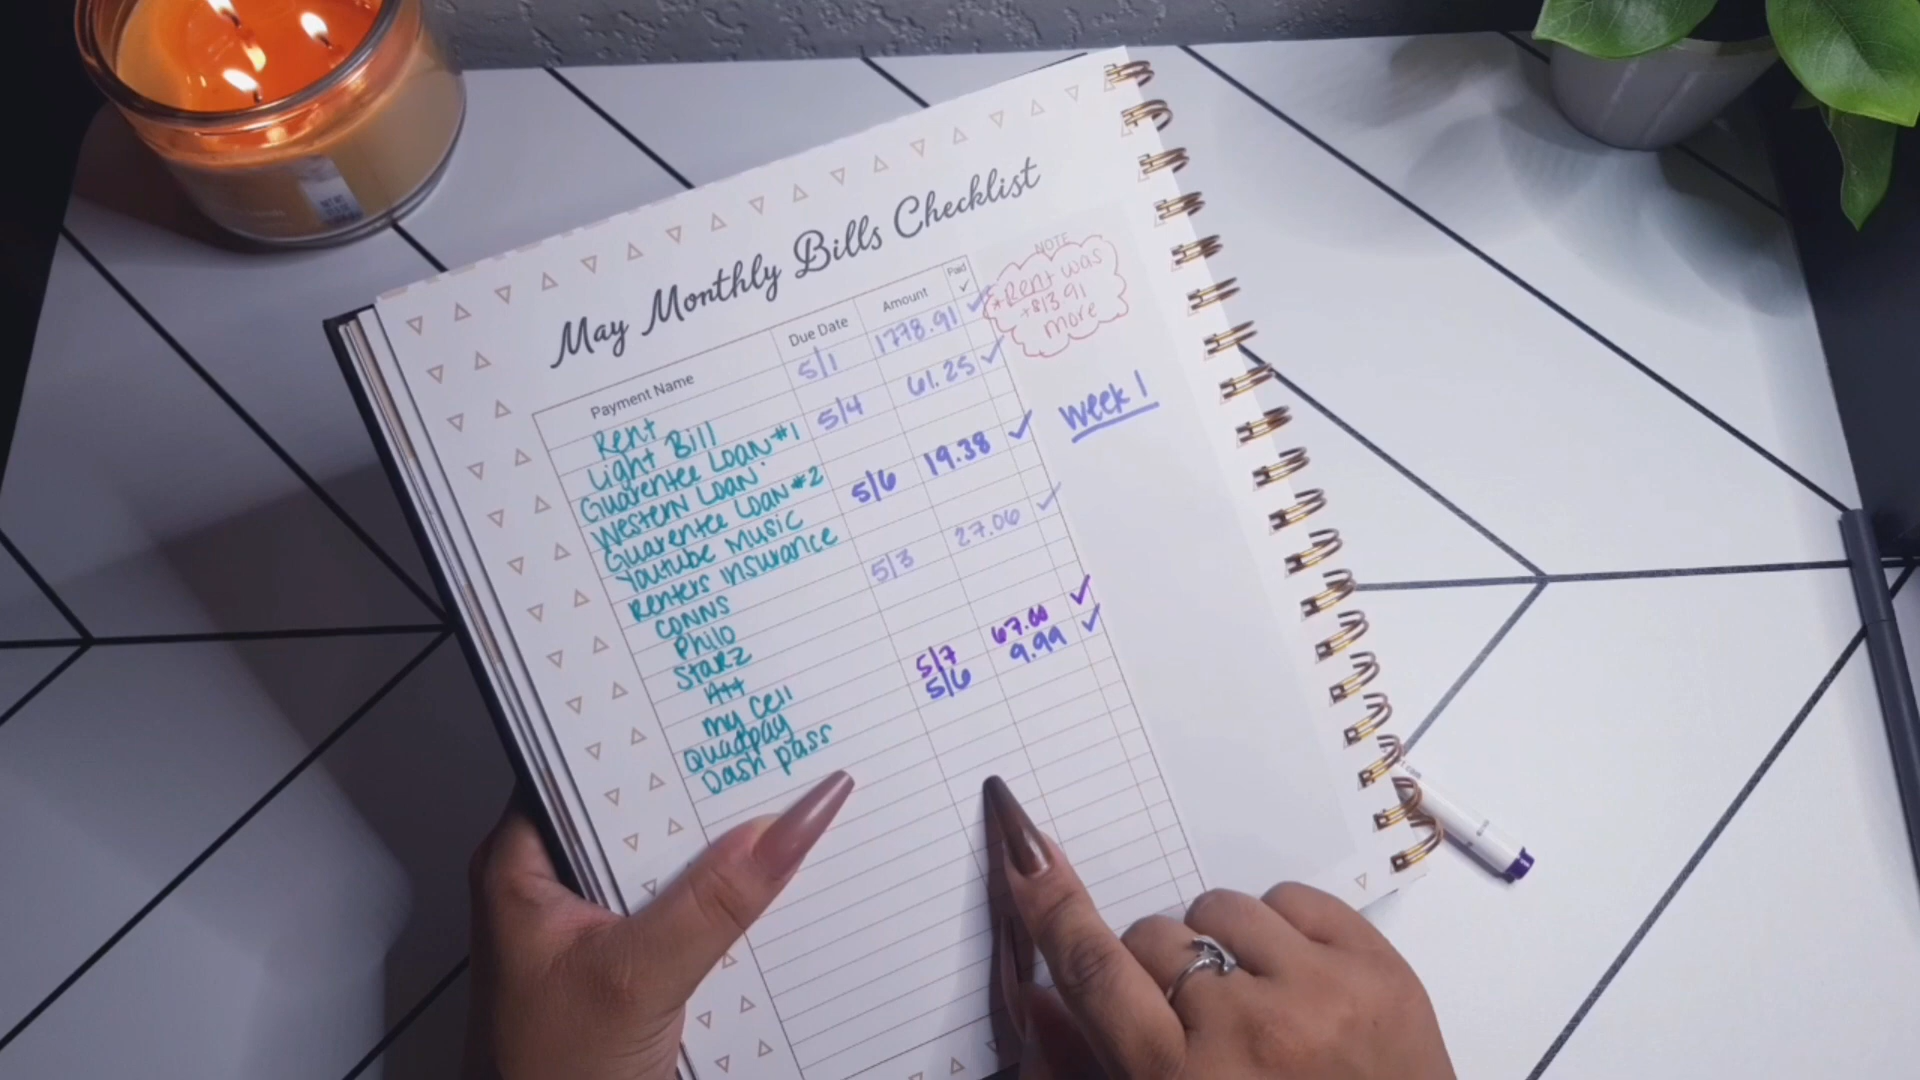 May Monthly Bills Checklist
Payment Name Due Date Amount Paid ✓
NOTE
*Rent was
+$13.91
more
Week 1
Rent 5/1 1778.91 ✓
Light Bill
Guarentee Loan #1 5/4 61.25 ✓
Western Loan
Guarentee Loan #2
Youtube Music 5/6 19.38 ✓
Renters Insurance
CONNS
Philo 5/3 27.06 ✓
Starz
Att
my cell
Quadpay 5/7 67.00 ✓
Dash pass 5/6 9.99 ✓